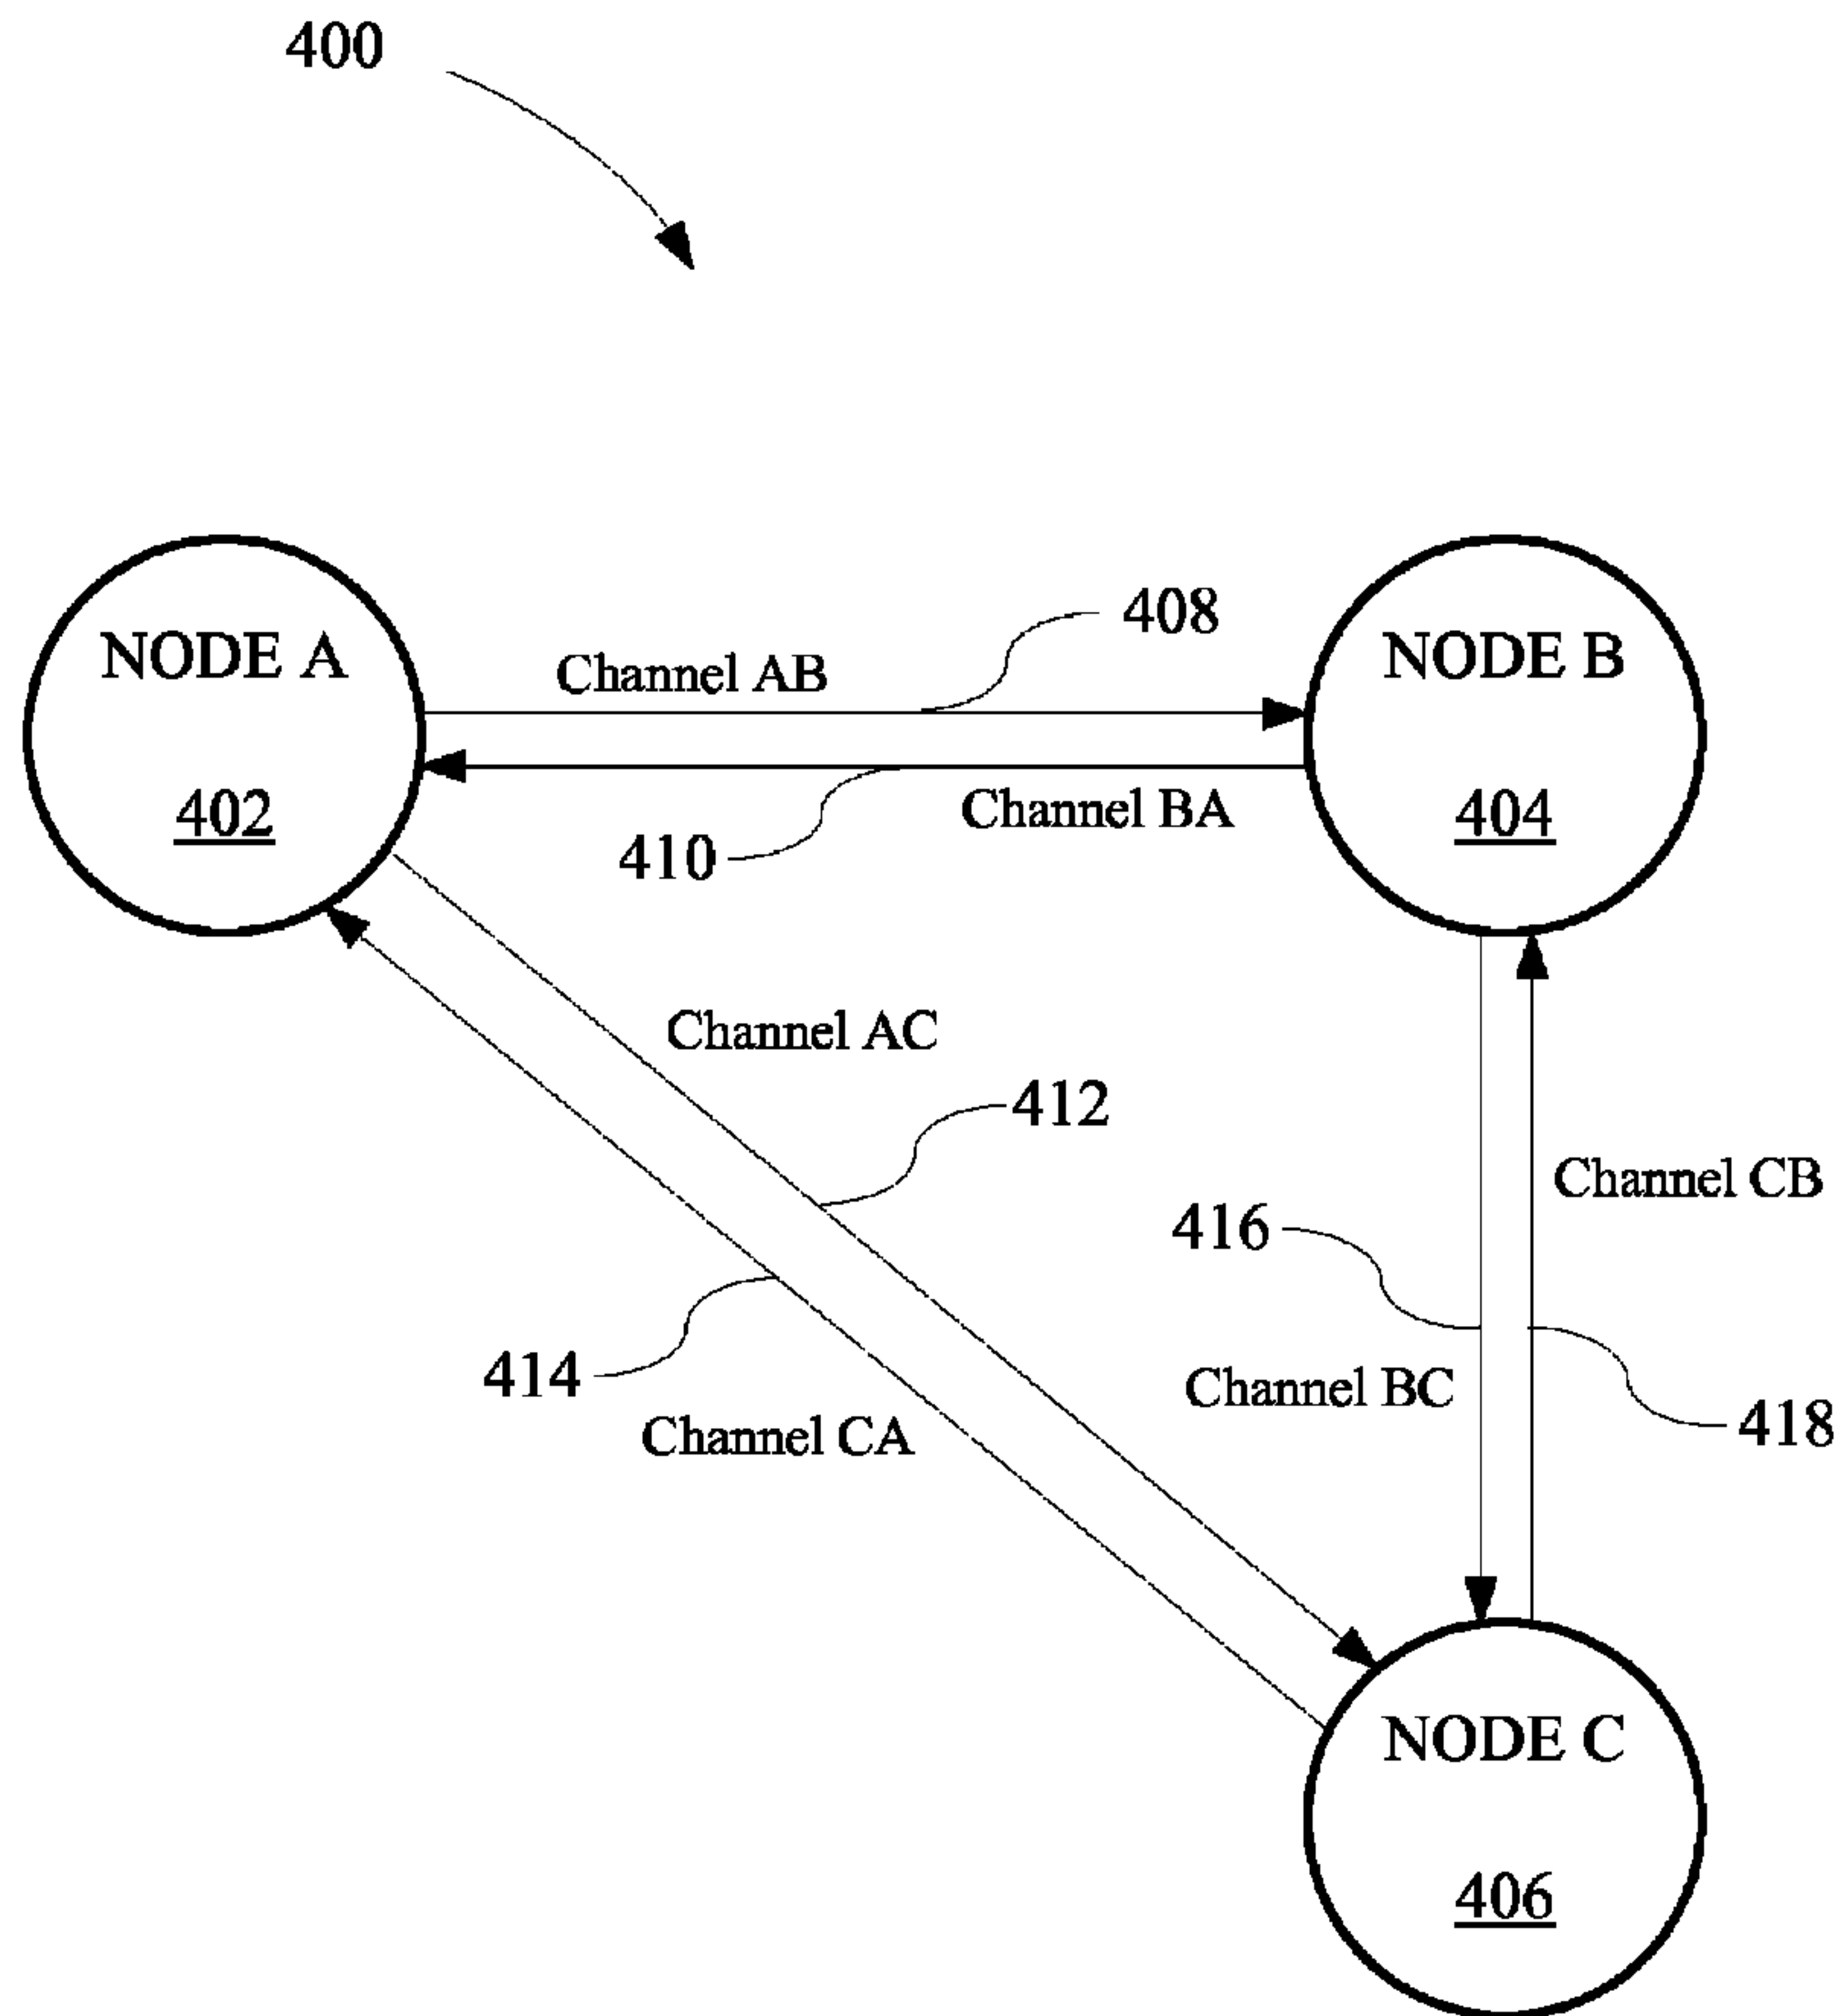 400
NODE A
402
Channel AB
408
NODE B
404
Channel BA
410
Channel AC
412
Channel CB
416
414
Channel BC
418
Channel CA
NODE C
406